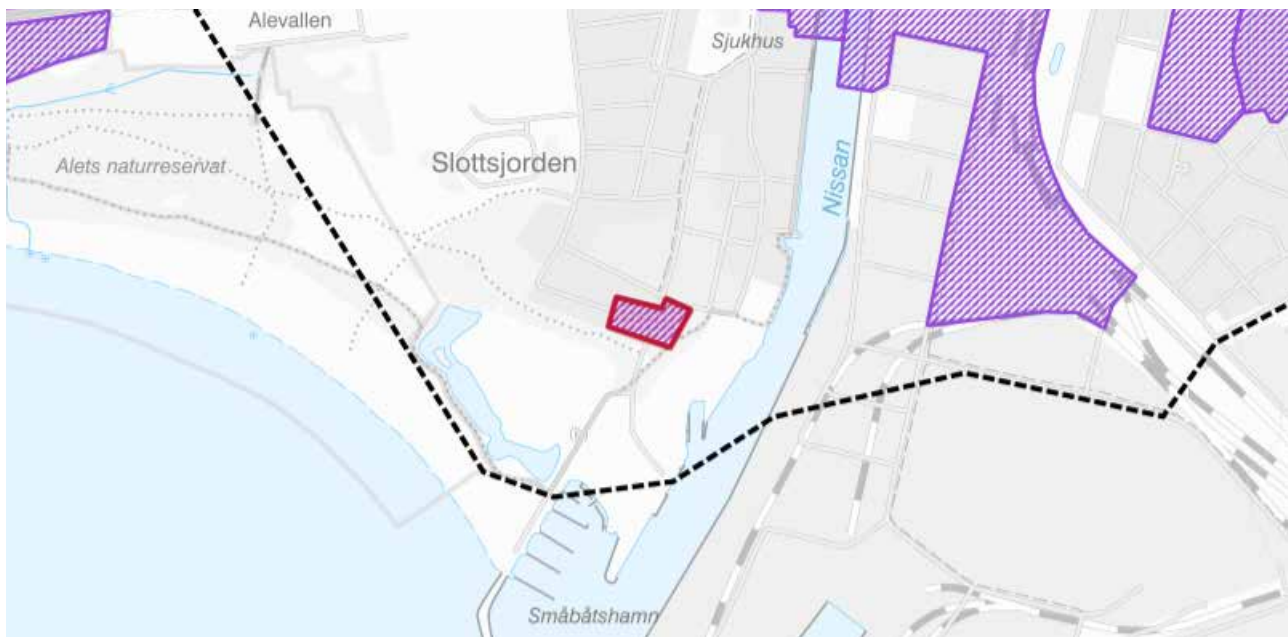 Alevallen
Sjukhus
Alets naturreservat
Slottsjorden
Nissan
Småbåtshamn